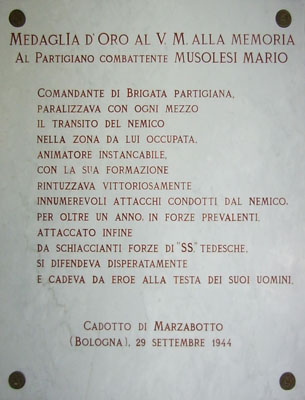 MEDAGLIA D'ORO AL V. M. ALLA MEMORIA
AL PARTIGIANO COMBATTENTE MUSOLESI MARIO
COMANDANTE DI BRIGATA PARTIGIANA,
PARALIZZAVA CON OGNI MEZZO
IL TRANSITO DEL NEMICO
NELLA ZONA DA LUI OCCUPATA,
ANIMATORE INSTANCABILE,
CON LA SUA FORMAZIONE
RINTUZZAVA VITTORIOSAMENTE
INNUMEREVOLI ATTACCHI CONDOTTI DAL NEMICO,
PER OLTRE UN ANNO, IN FORZE PREVALENTI,
ATTACCATO INFINE
DA SCHIACCIANTI FORZE DI "SS." TEDESCHE,
SI DIFENDEVA DISPERATAMENTE
E CADEVA DA EROE ALLA TESTA DEI SUOI UOMINI.
CADOTTO DI MARZABOTTO
(BOLOGNA), 29 SETTEMBRE 1944